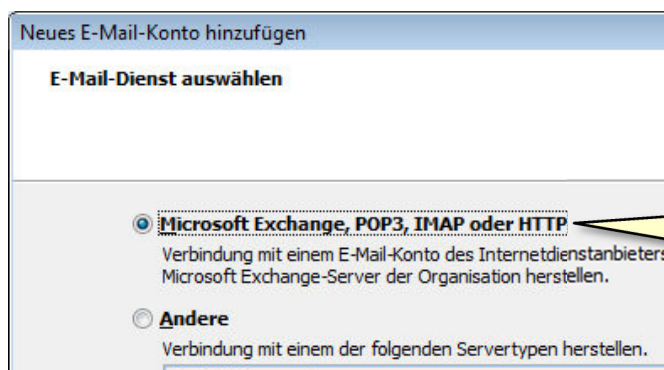 Neues E-Mail-Konto hinzufügen
E-Mail-Dienst auswählen
Microsoft Exchange, POP3, IMAP oder HTTP
Verbindung mit einem E-Mail-Konto des Internetdienstanbieters
Microsoft Exchange-Server der Organisation herstellen.
Andere
Verbindung mit einem der folgenden Servertypen herstellen.